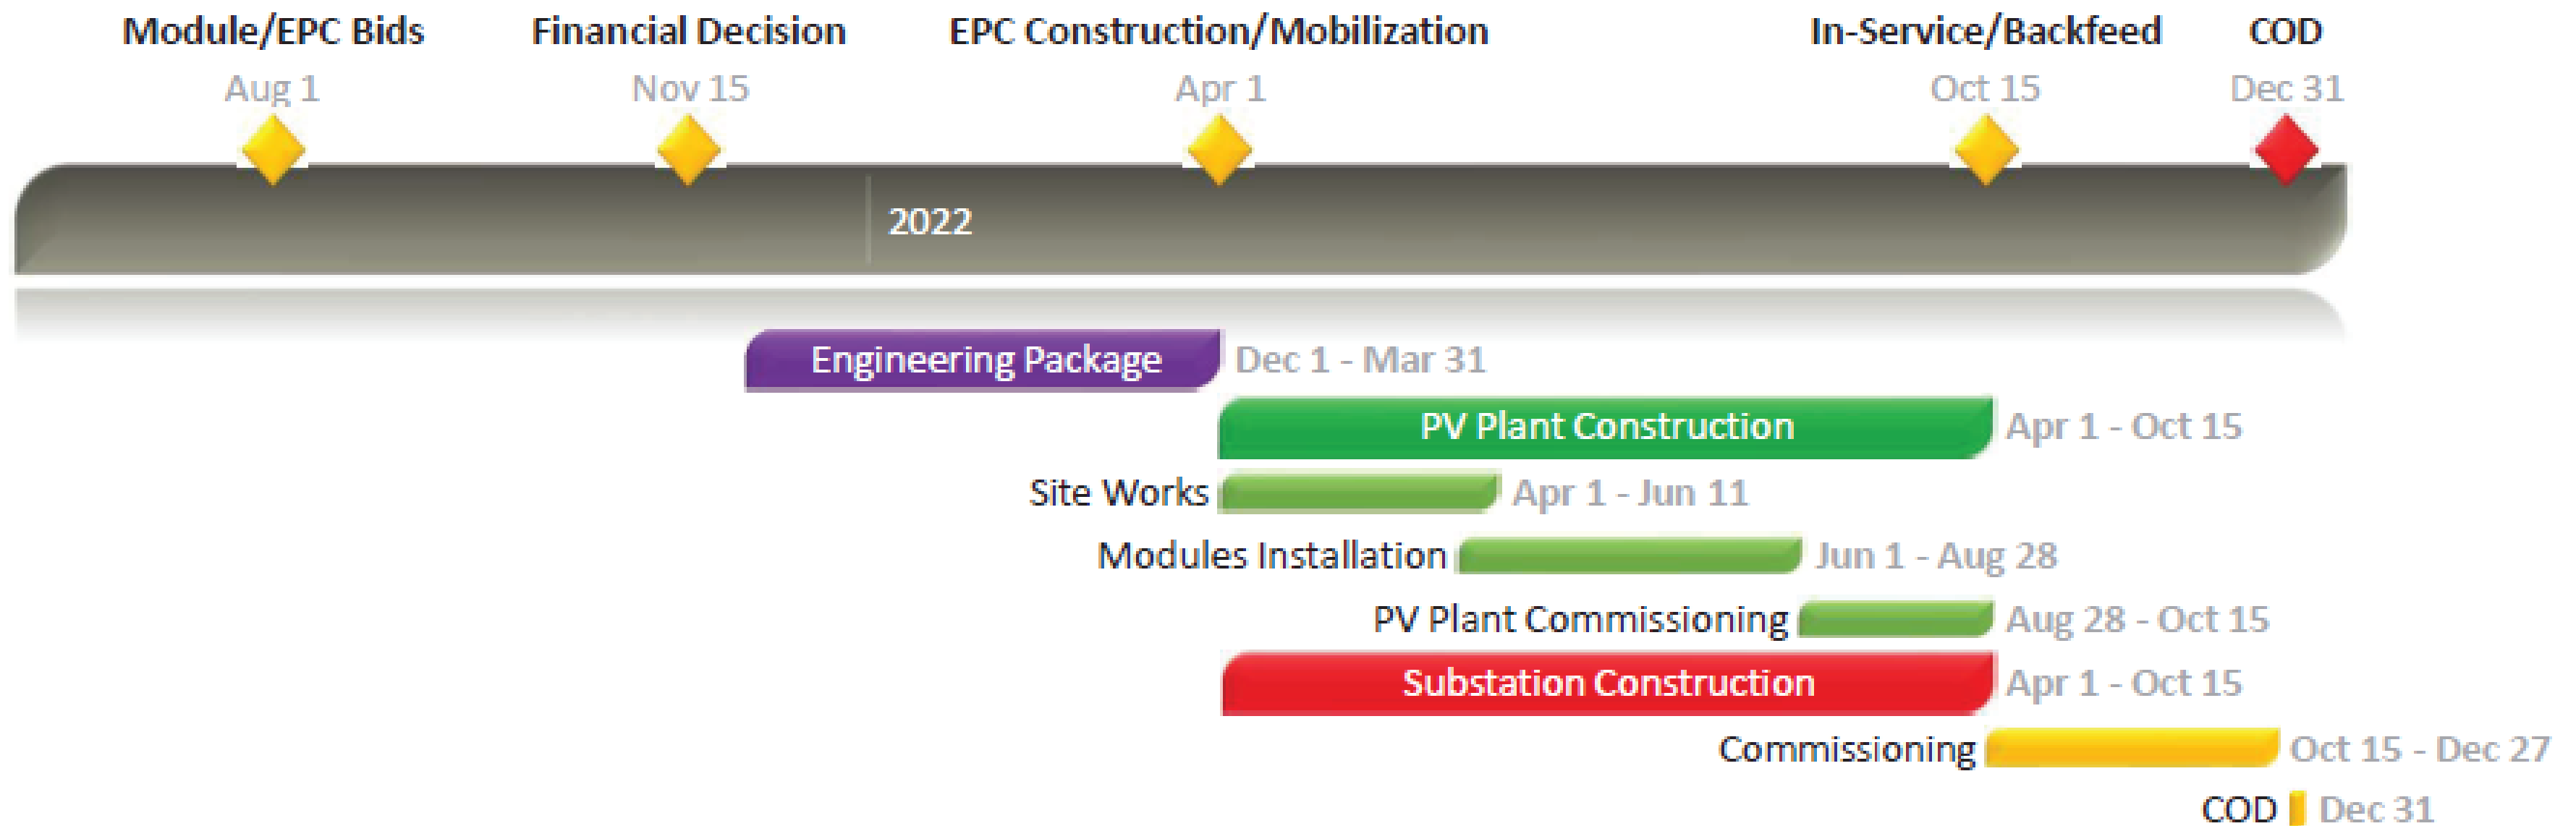 Module/EPC Bids Financial Decision EPC Construction/Mobilization In-Service/Backfeed COD
Aug 1 Nov 15 Apr 1 Oct 15 Dec 31
2022
Engineering Package Dec 1 - Mar 31
PV Plant Construction Apr 1 - Oct 15
Site Works Apr 1 - Jun 11
Modules Installation Jun 1 - Aug 28
PV Plant Commissioning Aug 28 - Oct 15
Substation Construction Apr 1 - Oct 15
Commissioning Oct 15 - Dec 27
COD Dec 31